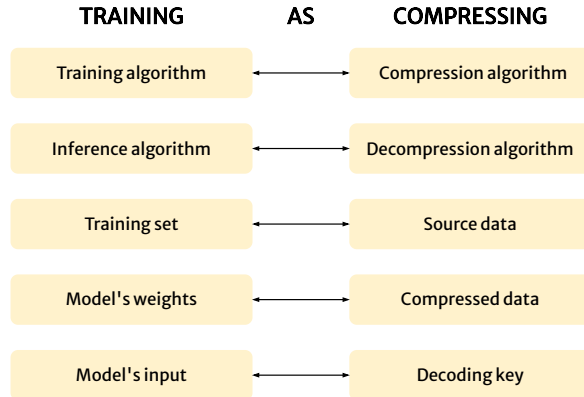 TRAINING AS COMPRESSING
Training algorithm Compression algorithm
Inference algorithm Decompression algorithm
Training set Source data
Model's weights Compressed data
Model's input Decoding key